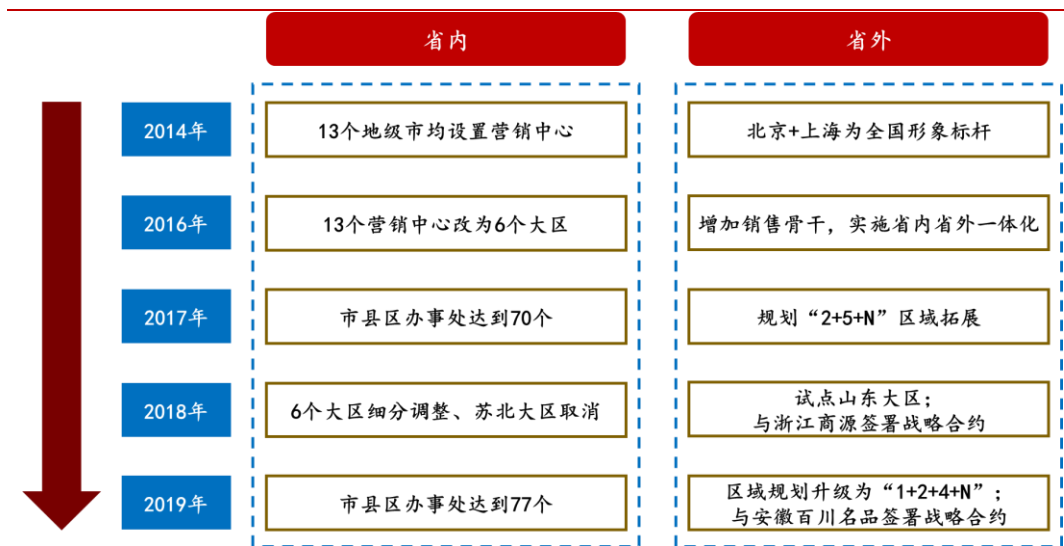 省内
省外
2014年
13个地级市均设置营销中心
北京+上海为全国形象标杆
2016年
13个营销中心改为6个大区
增加销售骨干，实施省内省外一体化
2017年
市县区办事处达到70个
规划“2+5+N”区域拓展
2018年
6个大区细分调整、苏北大区取消
试点山东大区；
与浙江商源签署战略合约
2019年
市县区办事处达到77个
区域规划升级为“1+2+4+N”；
与安徽百川名品签署战略合约